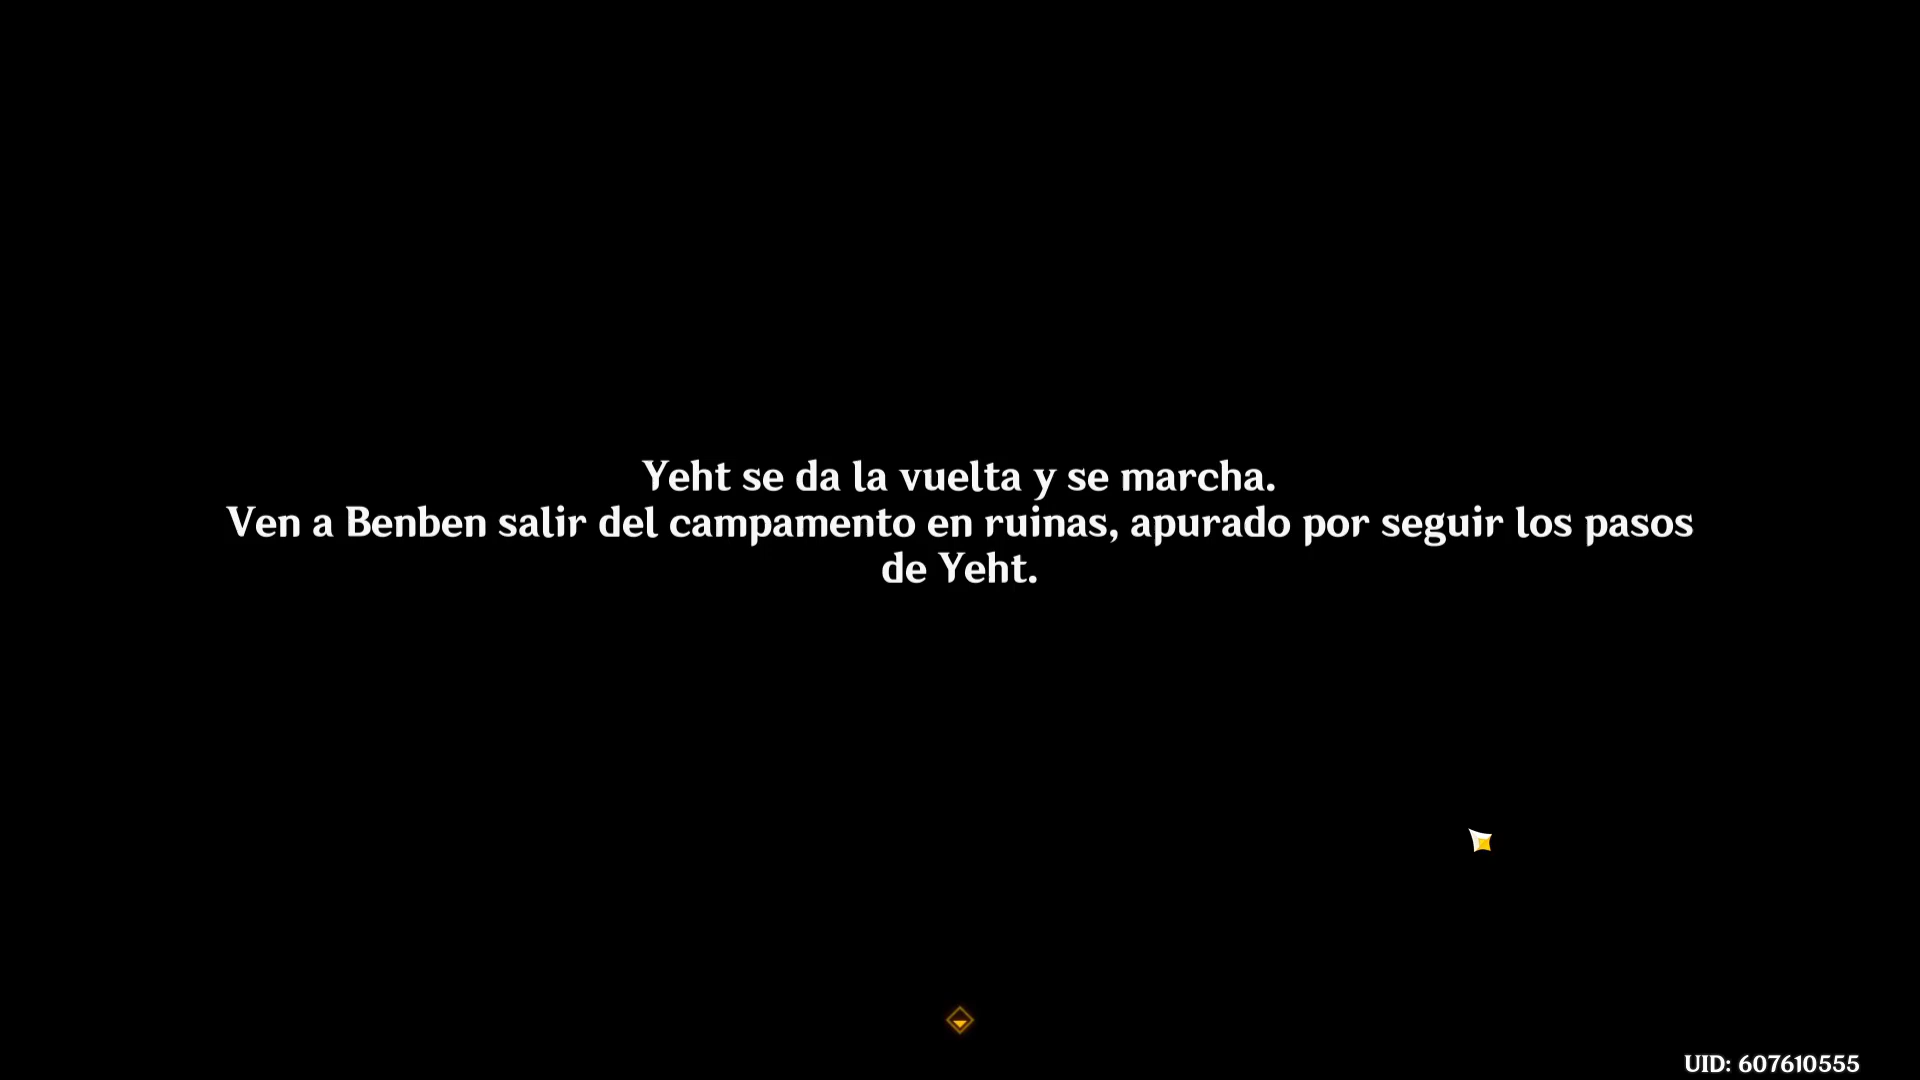 Yeht se da la vuelta y se marcha.
Ven a Benben salir del campamento en ruinas, apurado por seguir los pasos
de Yeht.
UID: 607610555